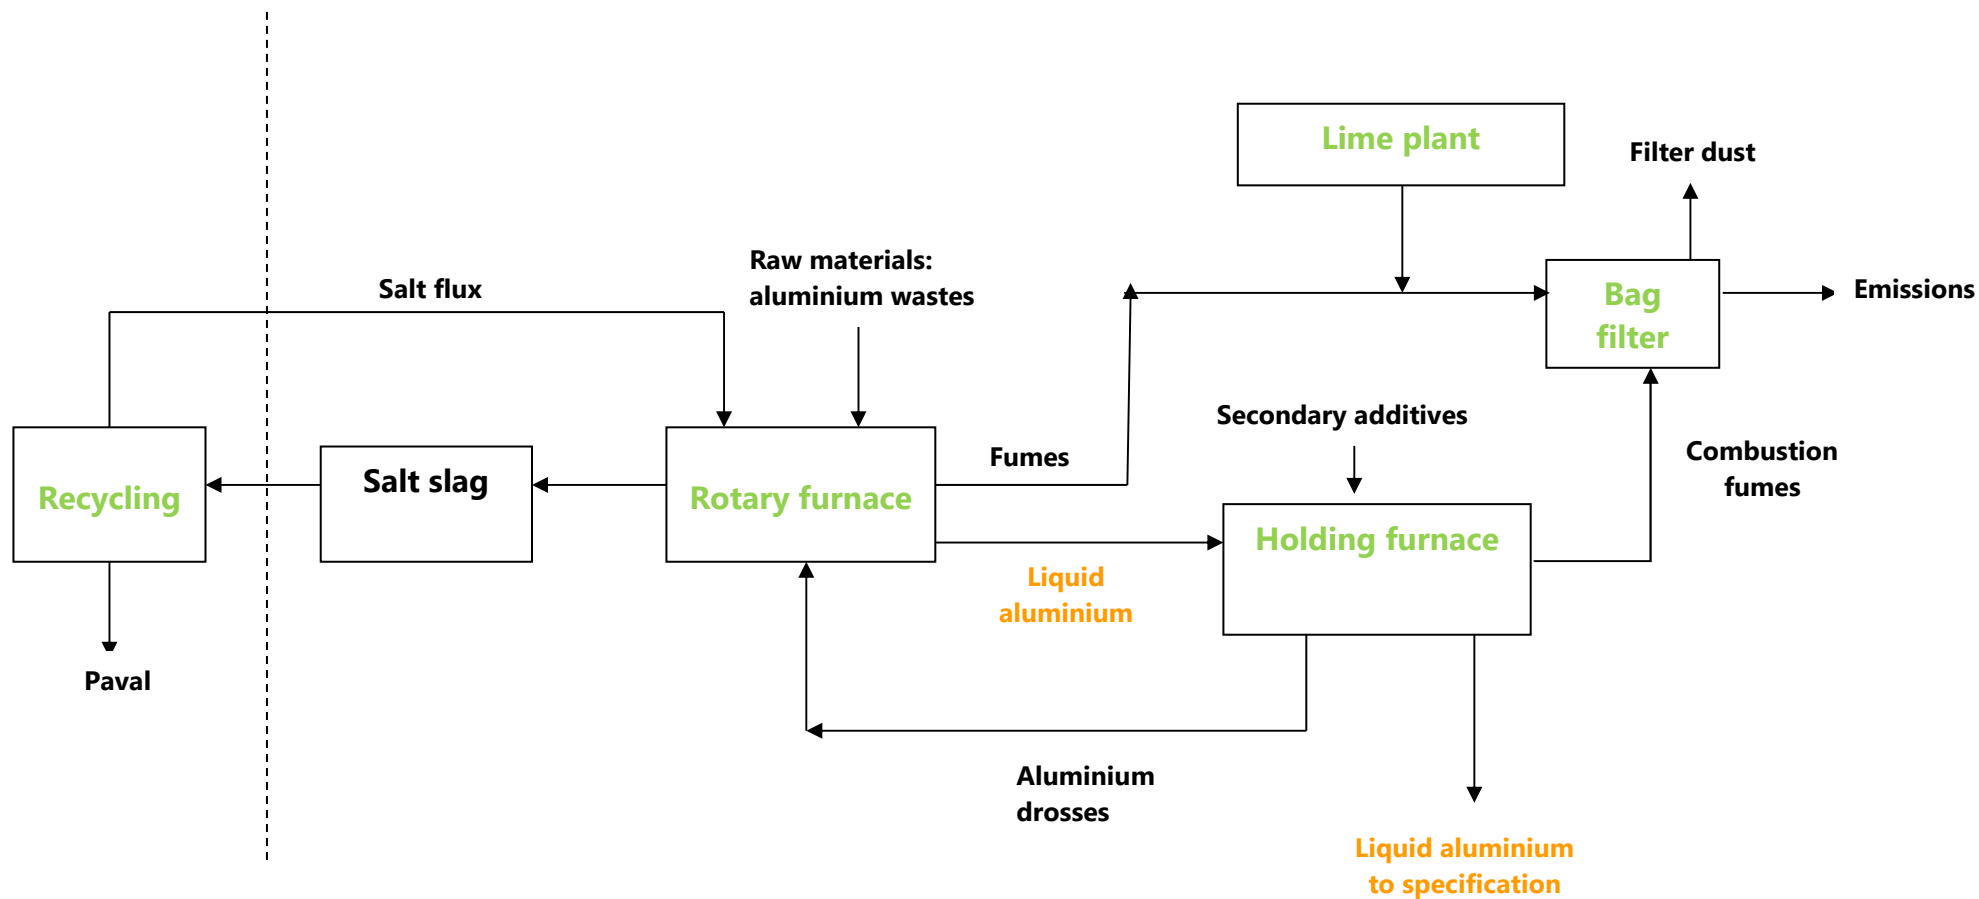 Lime plant
Filter dust
Raw materials:
aluminium wastes
Salt flux
Bag
filter
Emissions
Secondary additives
Fumes
Combustion
fumes
Salt slag
Recycling
Rotary furnace
Holding furnace
Liquid
aluminium
Paval
Aluminium
drosses
Liquid aluminium
to specification